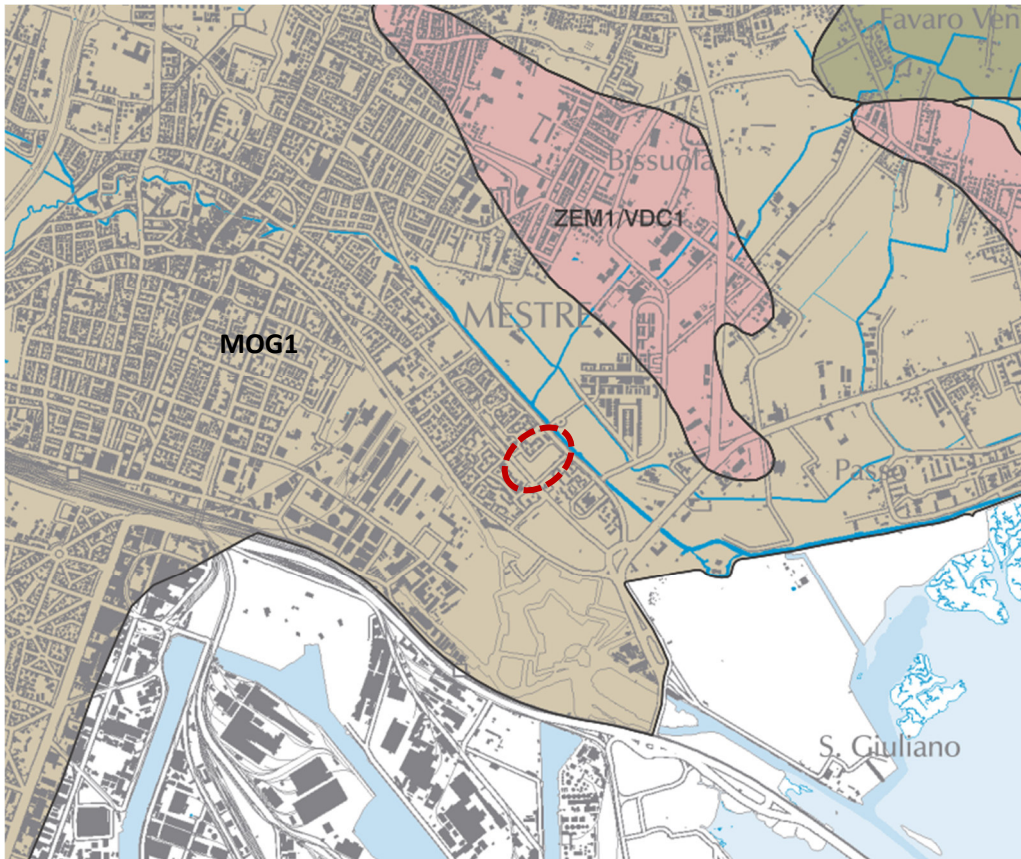 Favaro Ven
Bissuola
ZEM1/VDC1
MESTRE
MOG1
Passo
S. Giuliano